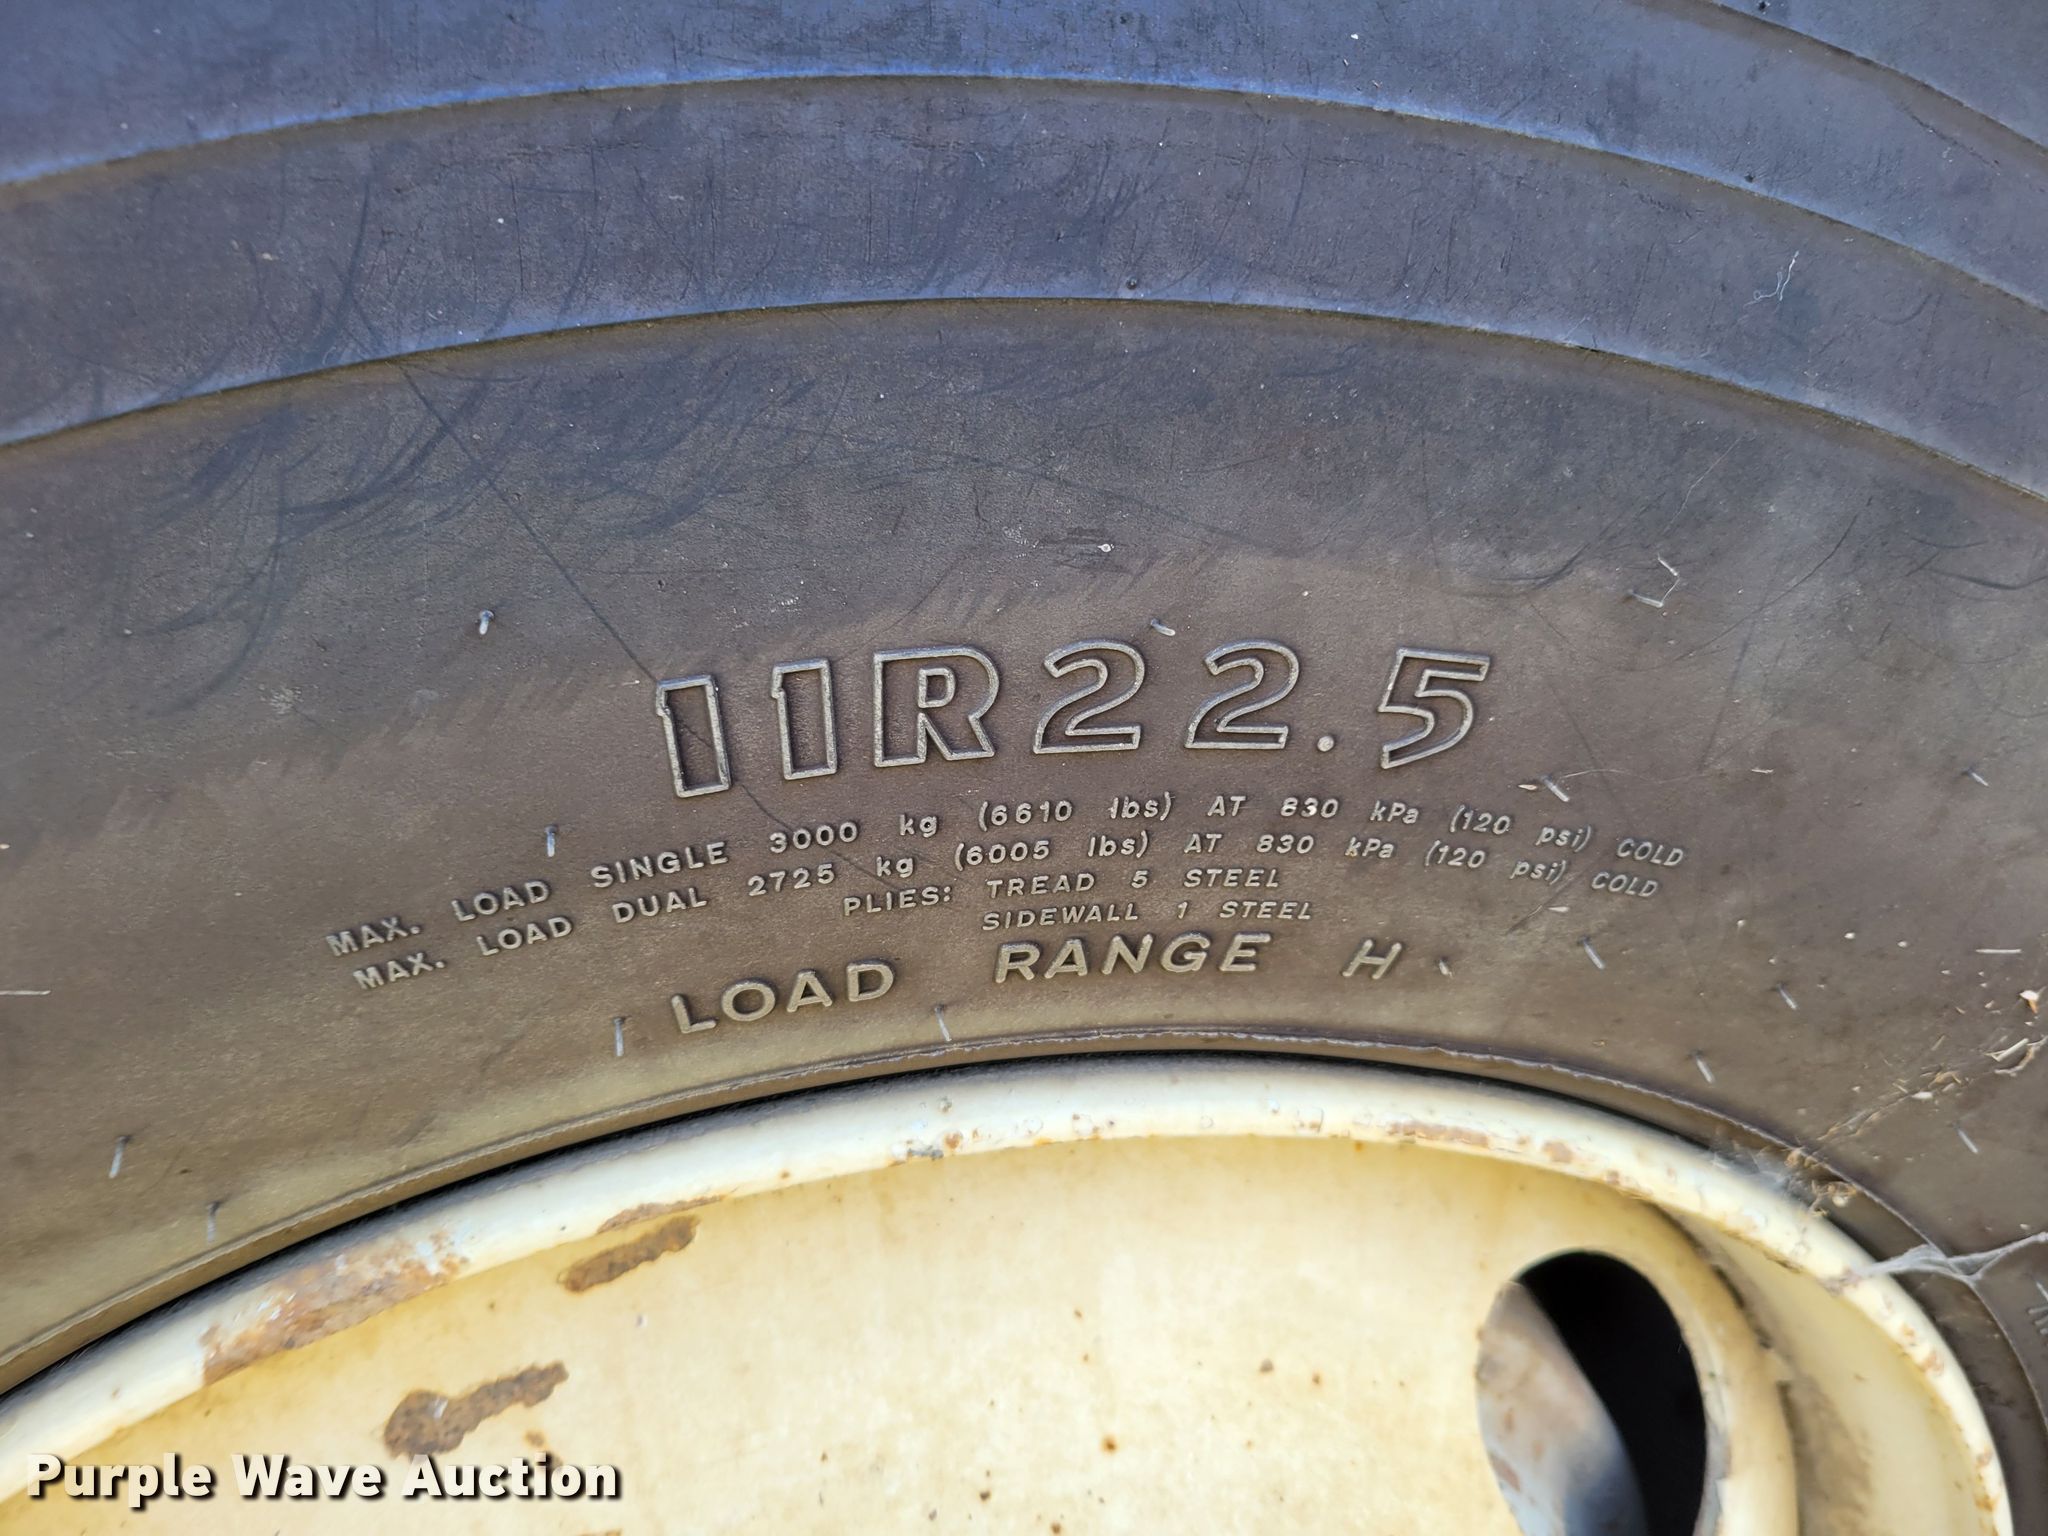 11R22.5
MAX. LOAD SINGLE 3000 kg (6610 lbs) AT 830 kPa (120 psi) COLD
MAX. LOAD DUAL 2725 kg (6005 lbs) AT 830 kPa (120 psi) COLD
PLIES: TREAD 5 STEEL
SIDEWALL 1 STEEL
LOAD RANGE H
Purple Wave Auction